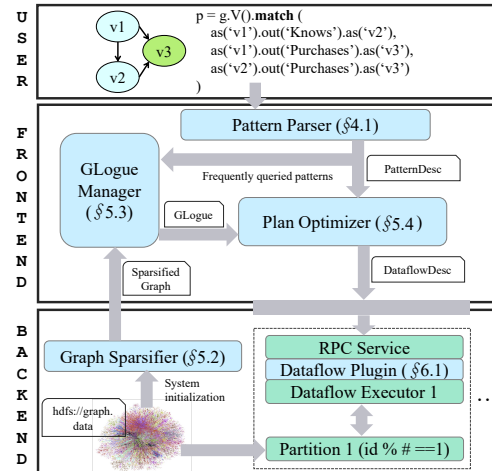 USER
v1
v2
v3
p = g.V().match (
as(‘v1’).out(‘Knows’).as(‘v2’),
as(‘v1’).out(‘Purchases’).as(‘v3’),
as(‘v2’).out(‘Purchases’).as(‘v3’)
)
FRONTEND
Pattern Parser (§4.1)
GLogue
Manager
(§5.3)
Frequently queried patterns
PatternDesc
GLogue
Plan Optimizer (§5.4)
Sparsified
Graph
DataflowDesc
BACKEND
Graph Sparsifier (§5.2)
System
initialization
hdfs://graph.
data
RPC Service
Dataflow Plugin (§6.1)
Dataflow Executor 1
Partition 1 (id % # ==1)
...